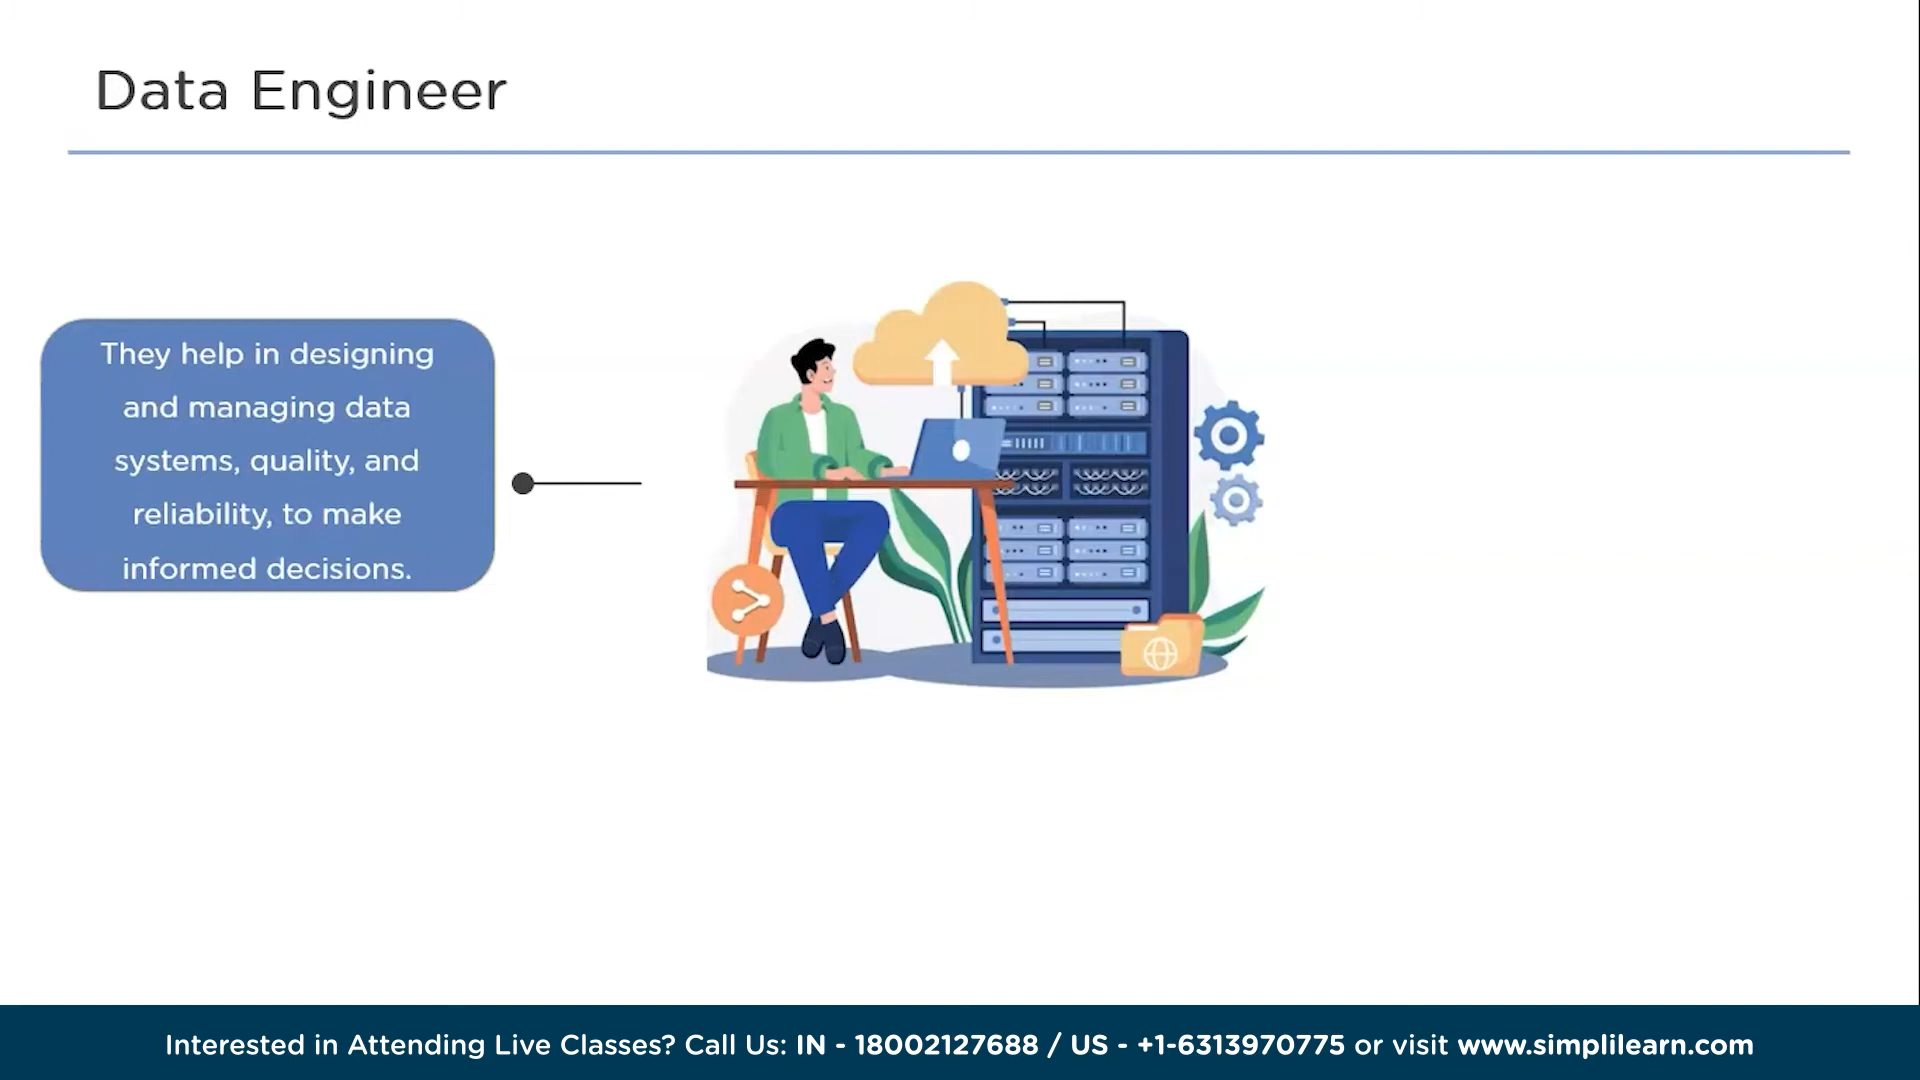 Data Engineer
They help in designing
and managing data
systems, quality, and
reliability, to make
informed decisions.
Interested in Attending Live Classes? Call Us: IN - 18002127688 / US - +1-6313970775 or visit www.simplilearn.com